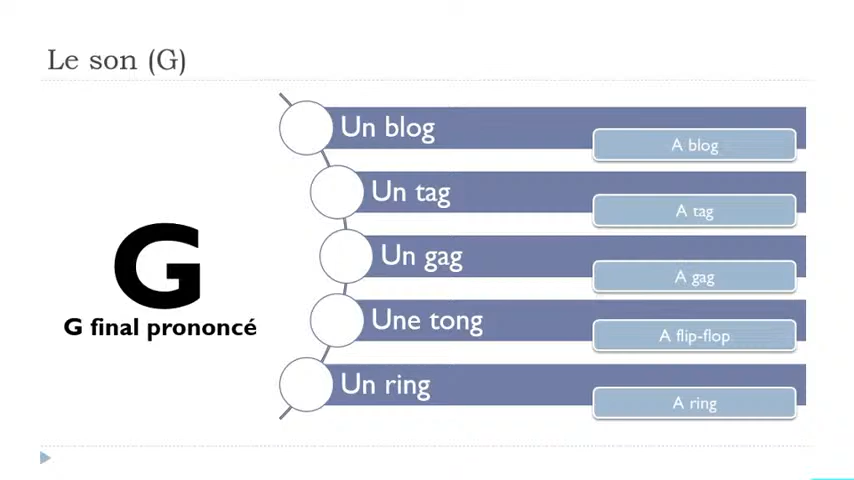 Le son (G)
G
G final prononcé
Un blog
A blog
Un tag
A tag
Un gag
A gag
Une tong
A flip-flop
Un ring
A ring